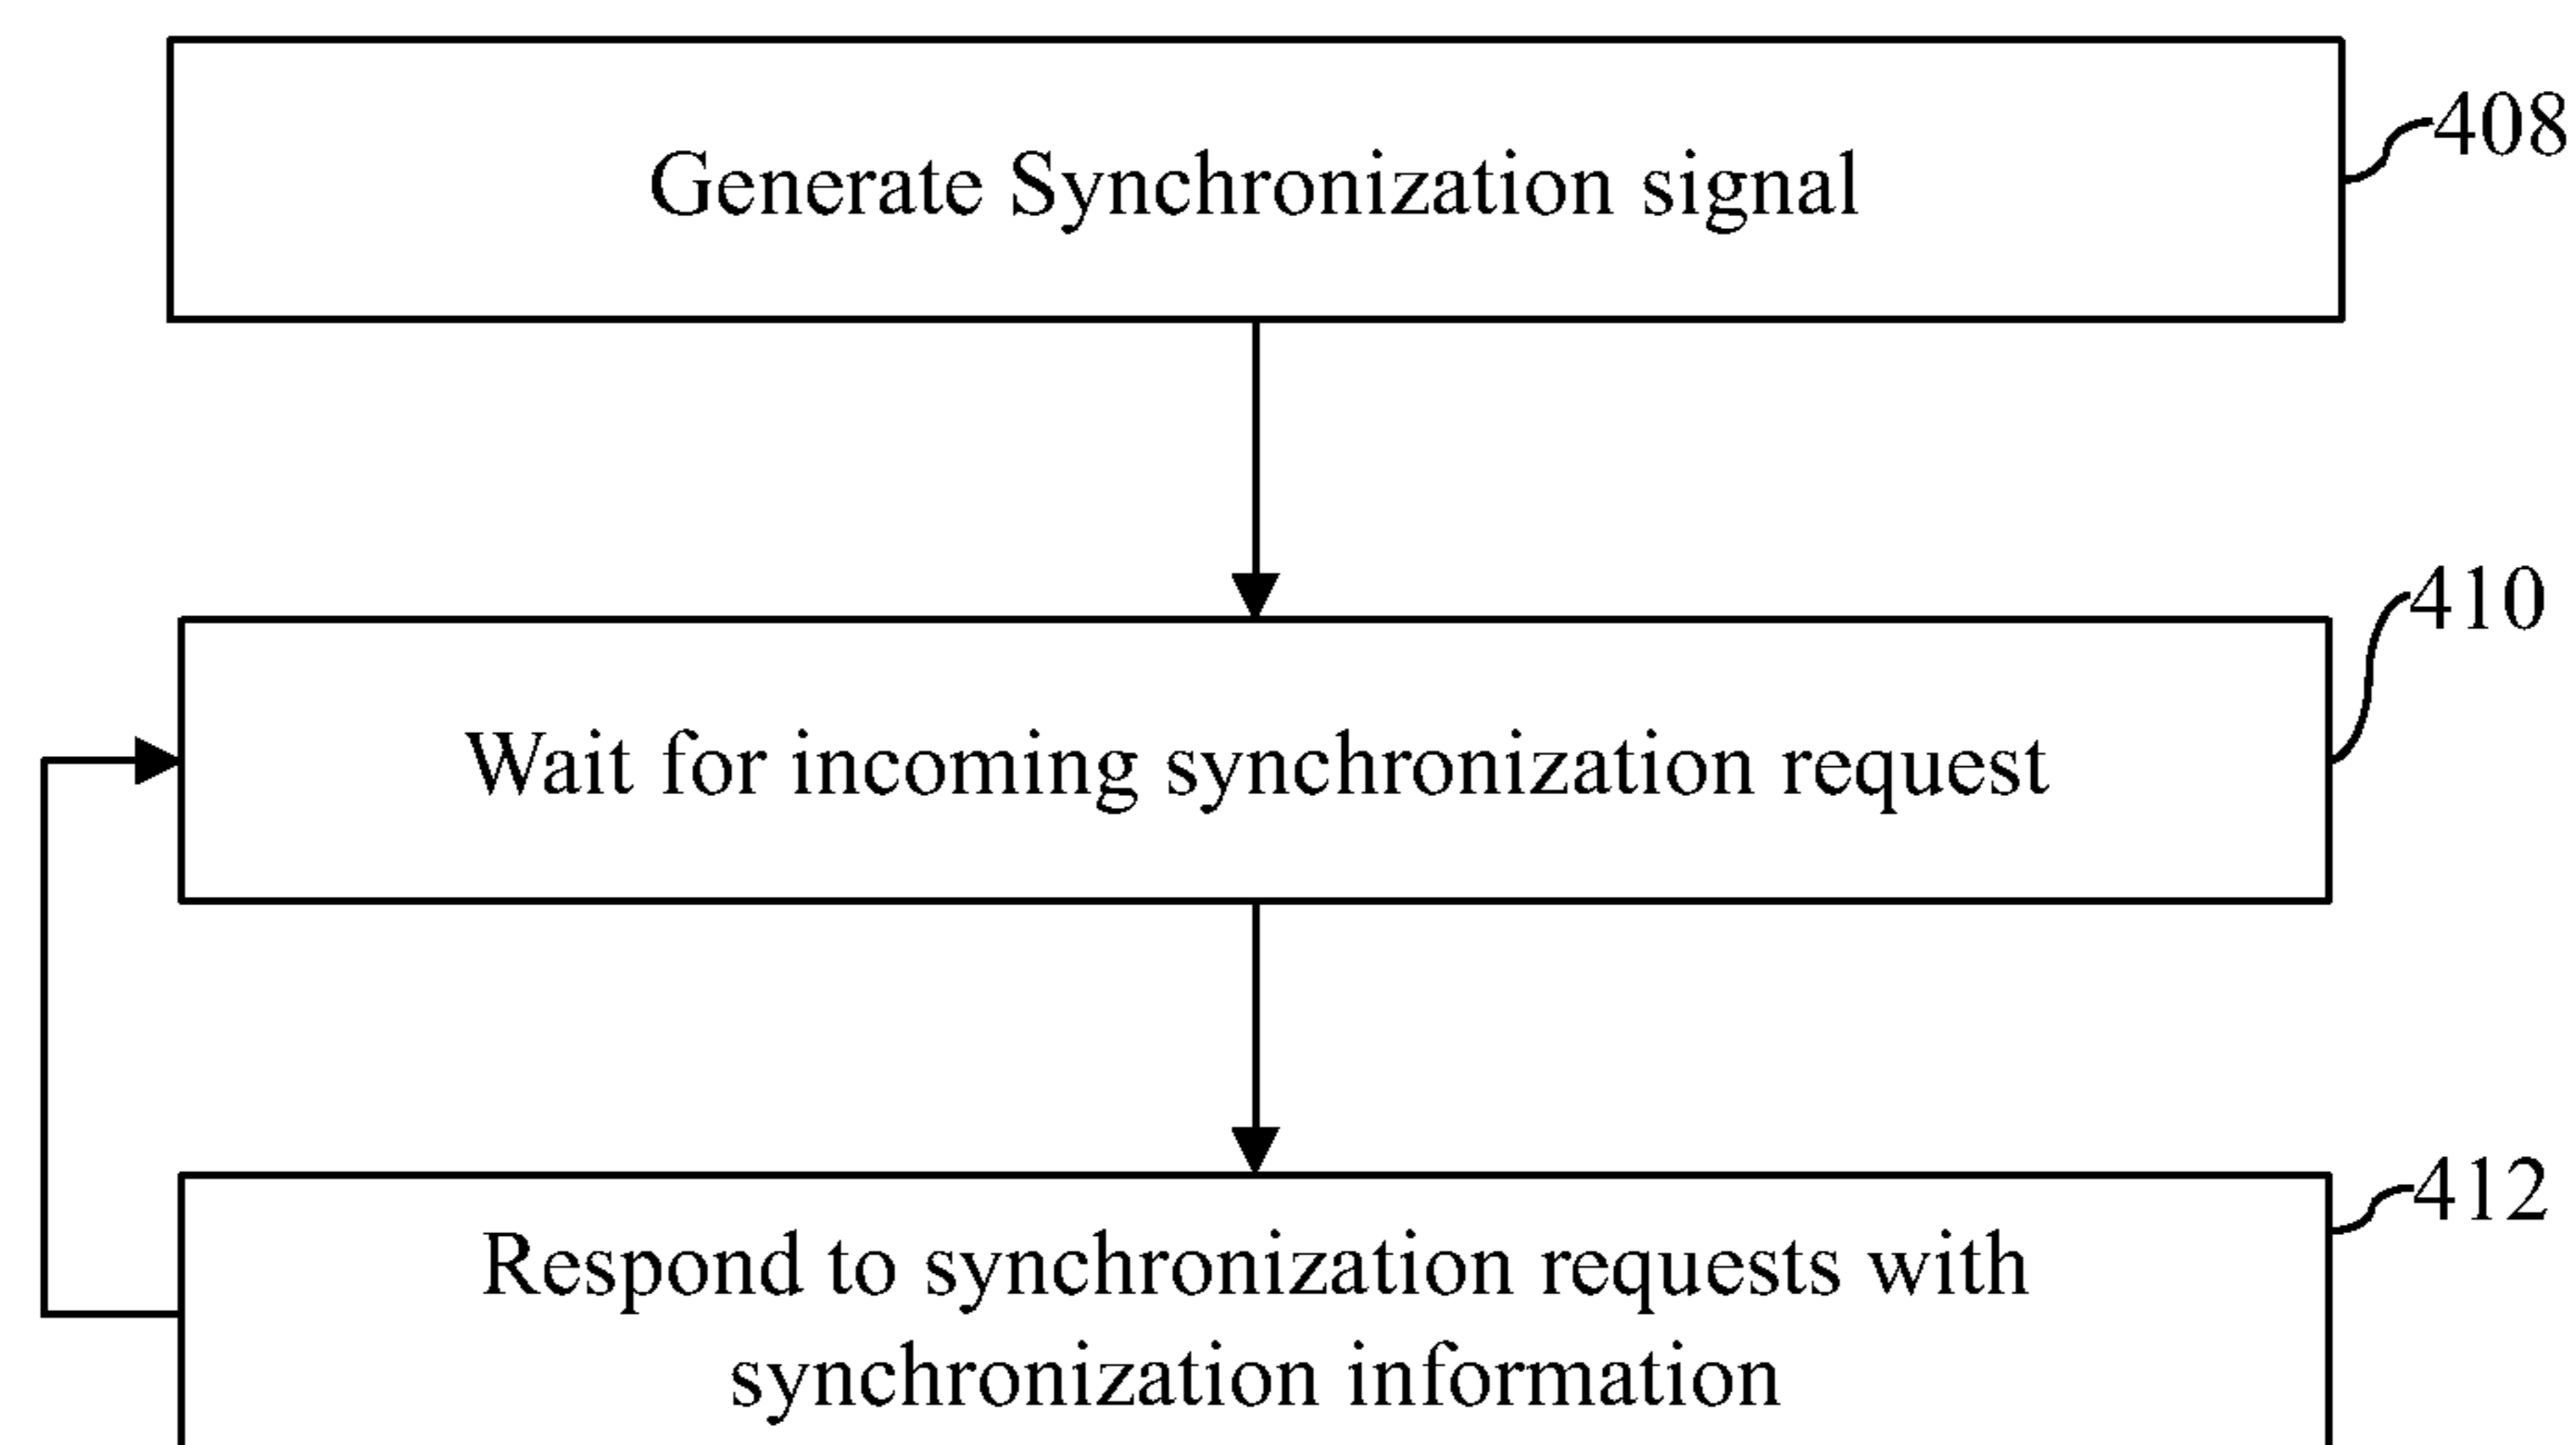 408
Generate Synchronization signal
410
Wait for incoming synchronization request
412
Respond to synchronization requests with
synchronization information